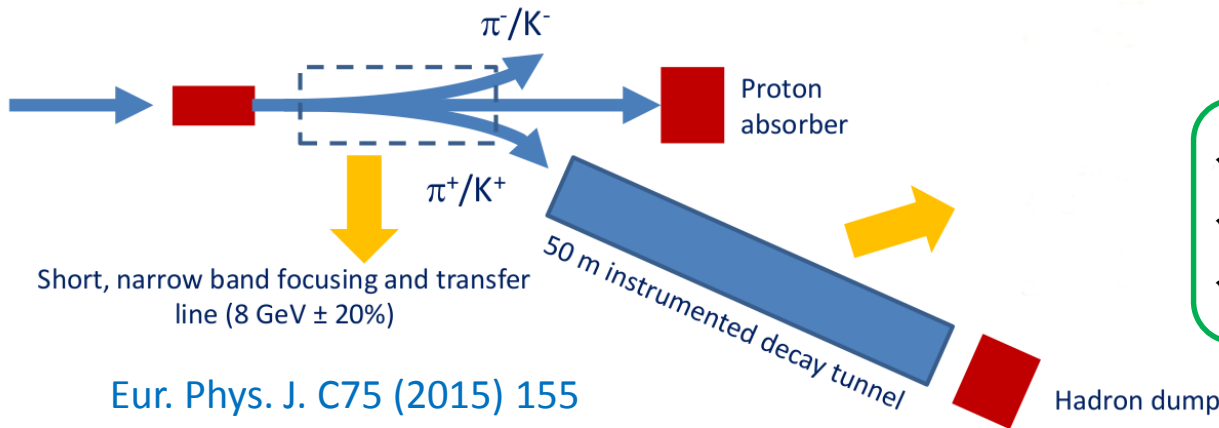 π⁻/K⁻
Proton
absorber
π⁺/K⁺
50 m instrumented decay tunnel
Short, narrow band focusing and transfer
line (8 GeV ± 20%)
Eur. Phys. J. C75 (2015) 155
Hadron dump